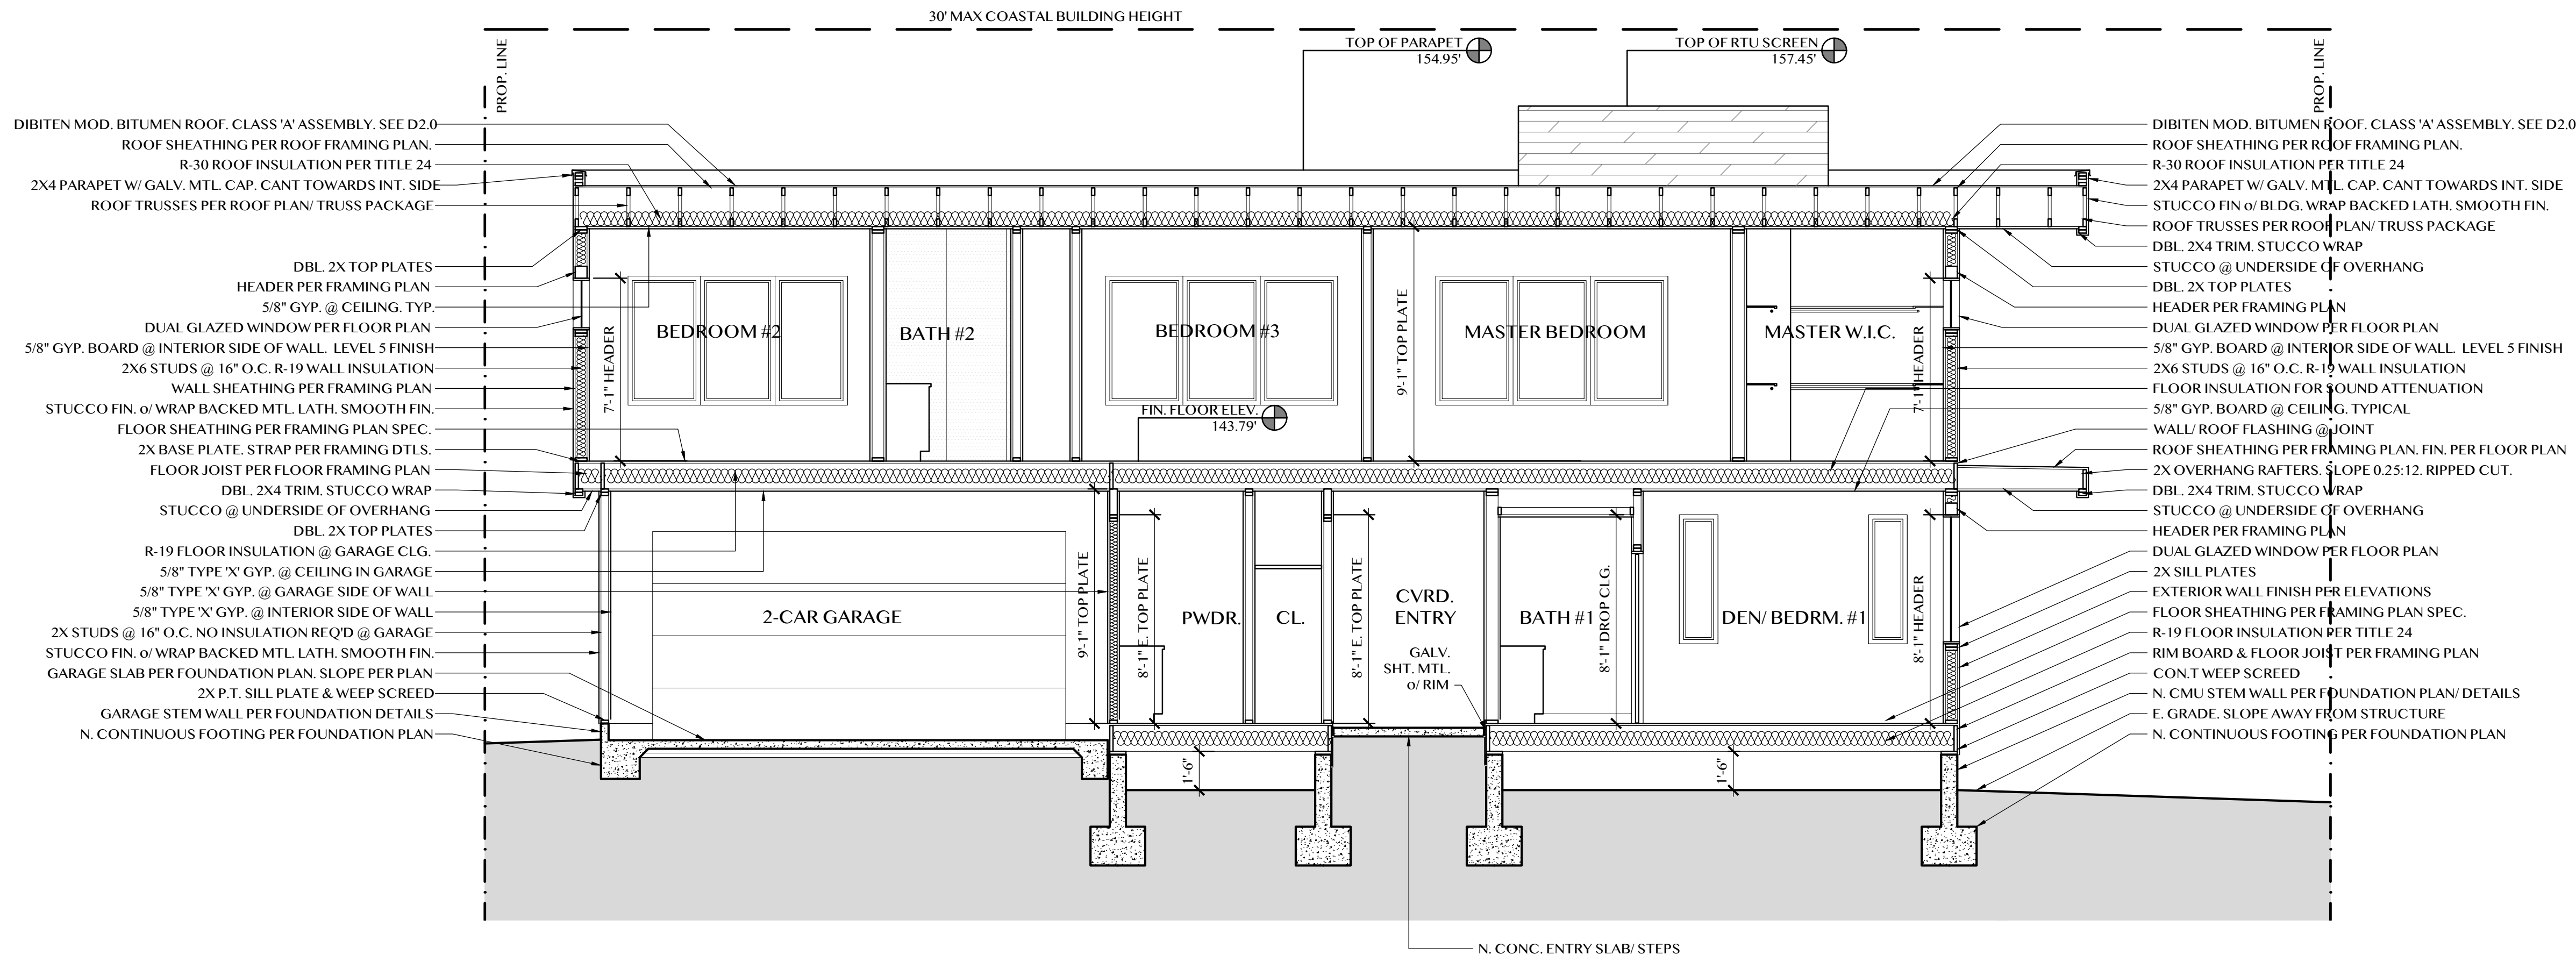 30' MAX COASTAL BUILDING HEIGHT
PROP. LINE
TOP OF PARAPET
154.95'
TOP OF RTU SCREEN
157.45'
PROP. LINE
DIBITEN MOD. BITUMEN ROOF. CLASS 'A' ASSEMBLY. SEE D2.0
ROOF SHEATHING PER ROOF FRAMING PLAN.
R-30 ROOF INSULATION PER TITLE 24
2X4 PARAPET W/ GALV. MTL. CAP. CANT TOWARDS INT. SIDE
ROOF TRUSSES PER ROOF PLAN/ TRUSS PACKAGE
DBL. 2X TOP PLATES
HEADER PER FRAMING PLAN
5/8" GYP. @ CEILING. TYP.
DUAL GLAZED WINDOW PER FLOOR PLAN
5/8" GYP. BOARD @ INTERIOR SIDE OF WALL. LEVEL 5 FINISH
2X6 STUDS @ 16" O.C. R-19 WALL INSULATION
WALL SHEATHING PER FRAMING PLAN
STUCCO FIN. o/ WRAP BACKED MTL. LATH. SMOOTH FIN.
FLOOR SHEATHING PER FRAMING PLAN SPEC.
2X BASE PLATE. STRAP PER FRAMING DTLS.
FLOOR JOIST PER FLOOR FRAMING PLAN
DBL. 2X4 TRIM. STUCCO WRAP
STUCCO @ UNDERSIDE OF OVERHANG
DBL. 2X TOP PLATES
R-19 FLOOR INSULATION @ GARAGE CLG.
5/8" TYPE 'X' GYP. @ CEILING IN GARAGE
5/8" TYPE 'X' GYP. @ GARAGE SIDE OF WALL
5/8" TYPE 'X' GYP. @ INTERIOR SIDE OF WALL
2X STUDS @ 16" O.C. NO INSULATION REQ'D @ GARAGE
STUCCO FIN. o/ WRAP BACKED MTL. LATH. SMOOTH FIN.
GARAGE SLAB PER FOUNDATION PLAN. SLOPE PER PLAN
2X P.T. SILL PLATE & WEEP SCREED
GARAGE STEM WALL PER FOUNDATION DETAILS
N. CONTINUOUS FOOTING PER FOUNDATION PLAN
7'-1" HEADER
BEDROOM #2
BATH #2
BEDROOM #3
9'-1" TOP PLATE
MASTER BEDROOM
MASTER W.I.C.
7'-1" HEADER
FIN. FLOOR ELEV.
143.79'
2-CAR GARAGE
9'-1" TOP PLATE
8'-1" E. TOP PLATE
PWDR.
CL.
8'-1" E. TOP PLATE
CVRD.
ENTRY
GALV.
SHT. MTL.
o/ RIM
BATH #1
8'-1" DROP CLG.
DEN/ BEDRM. #1
8'-1" HEADER
1'-6"
1'-6"
N. CONC. ENTRY SLAB/ STEPS
DIBITEN MOD. BITUMEN ROOF. CLASS 'A' ASSEMBLY. SEE D2.0
ROOF SHEATHING PER ROOF FRAMING PLAN.
R-30 ROOF INSULATION PER TITLE 24
2X4 PARAPET W/ GALV. MTL. CAP. CANT TOWARDS INT. SIDE
STUCCO FIN o/ BLDG. WRAP BACKED LATH. SMOOTH FIN.
ROOF TRUSSES PER ROOF PLAN/ TRUSS PACKAGE
DBL. 2X4 TRIM. STUCCO WRAP
STUCCO @ UNDERSIDE OF OVERHANG
DBL. 2X TOP PLATES
HEADER PER FRAMING PLAN
DUAL GLAZED WINDOW PER FLOOR PLAN
5/8" GYP. BOARD @ INTERIOR SIDE OF WALL. LEVEL 5 FINISH
2X6 STUDS @ 16" O.C. R-19 WALL INSULATION
FLOOR INSULATION FOR SOUND ATTENUATION
5/8" GYP. BOARD @ CEILING. TYPICAL
WALL/ ROOF FLASHING @ JOINT
ROOF SHEATHING PER FRAMING PLAN. FIN. PER FLOOR PLAN
2X OVERHANG RAFTERS. SLOPE 0.25:12. RIPPED CUT.
DBL. 2X4 TRIM. STUCCO WRAP
STUCCO @ UNDERSIDE OF OVERHANG
HEADER PER FRAMING PLAN
DUAL GLAZED WINDOW PER FLOOR PLAN
2X SILL PLATES
EXTERIOR WALL FINISH PER ELEVATIONS
FLOOR SHEATHING PER FRAMING PLAN SPEC.
R-19 FLOOR INSULATION PER TITLE 24
RIM BOARD & FLOOR JOIST PER FRAMING PLAN
CON.T WEEP SCREED
N. CMU STEM WALL PER FOUNDATION PLAN/ DETAILS
E. GRADE. SLOPE AWAY FROM STRUCTURE
N. CONTINUOUS FOOTING PER FOUNDATION PLAN